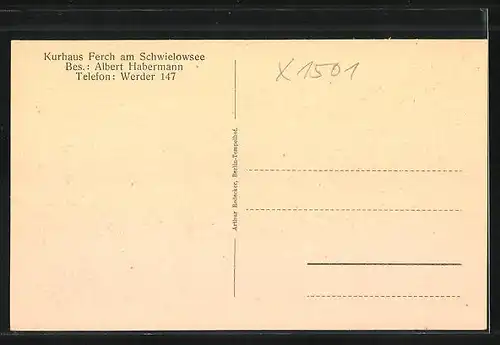 Kurhaus Ferch am Schwielowsee
Bes.: Albert Habermann
Telefon: Werder 147
X1501
Arthur Rodecker, Berlin-Tempelhof.